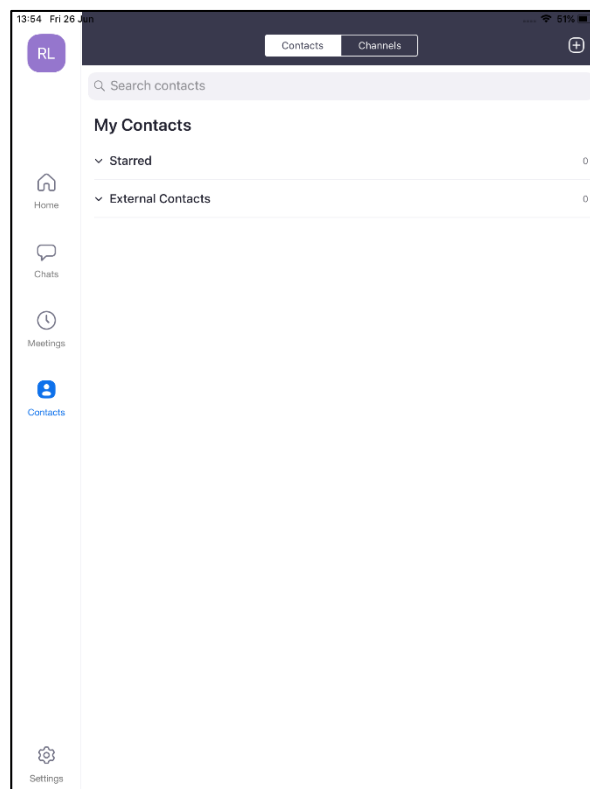 13:54 Fri 26 Jun
51%
RL
Contacts
Channels
Search contacts
My Contacts
Starred
0
External Contacts
0
Home
Chats
Meetings
Contacts
Settings